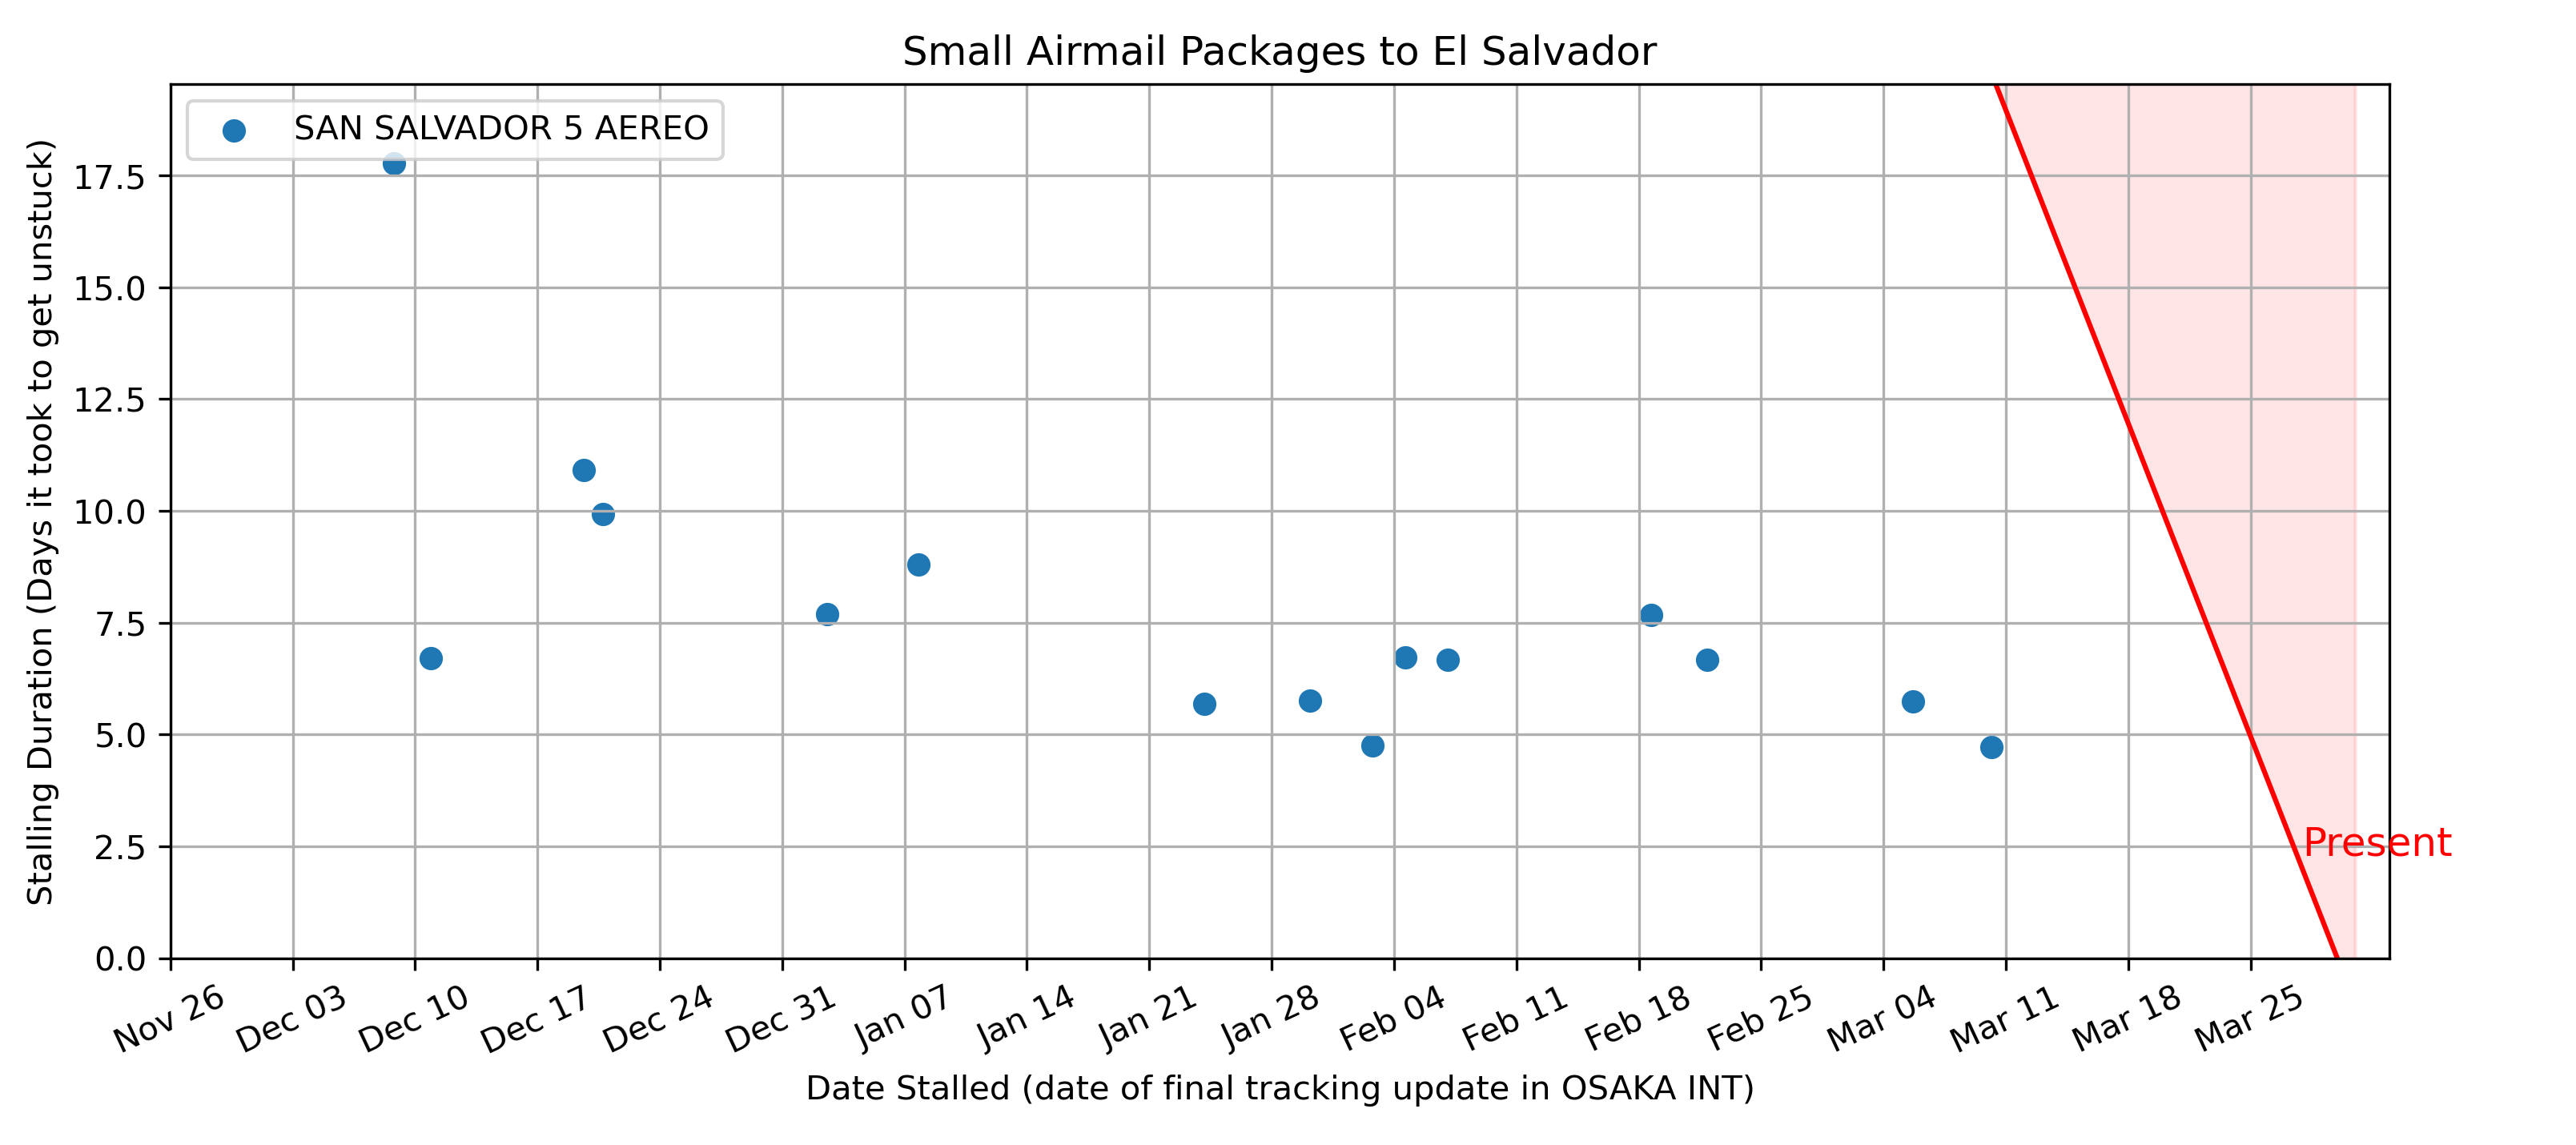 Small Airmail Packages to El Salvador
SAN SALVADOR 5 AEREO
Stalling Duration (Days it took to get unstuck)
17.5
15.0
12.5
10.0
7.5
5.0
2.5
0.0
Present
Nov 26
Dec 03
Dec 10
Dec 17
Dec 24
Dec 31
Jan 07
Jan 14
Jan 21
Jan 28
Feb 04
Feb 11
Feb 18
Feb 25
Mar 04
Mar 11
Mar 18
Mar 25
Date Stalled (date of final tracking update in OSAKA INT)